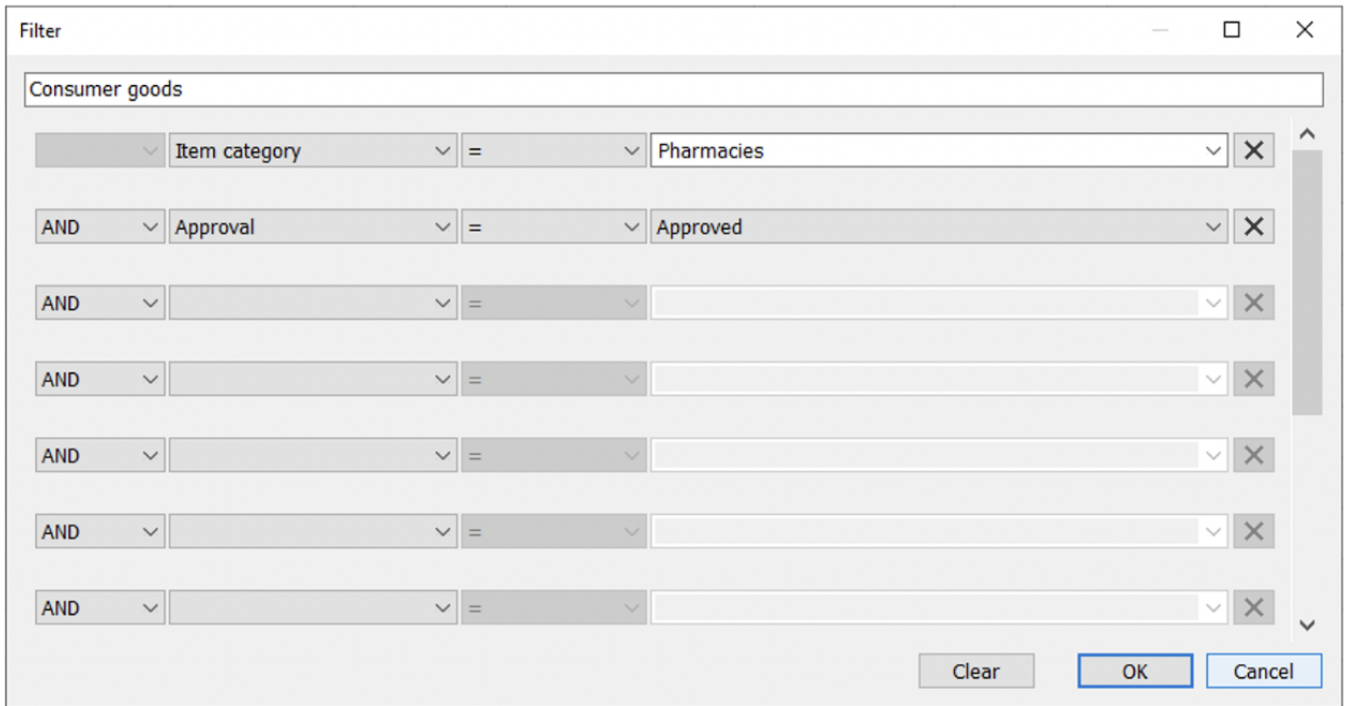 Filter
Consumer goods
Item category = Pharmacies
AND Approval = Approved
AND =
AND =
AND =
AND =
AND =
Clear OK Cancel